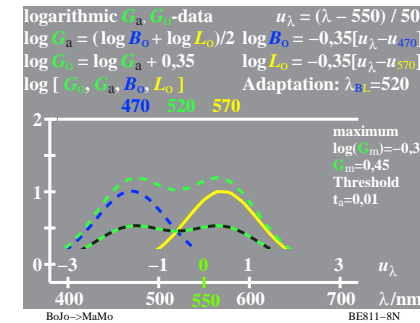 logarithmic Ga, Go-data uλ = (λ – 550) / 50
log Ga = (log Bo + log Lo)/2 log Bo = –0,35[uλ–u470]
log Go = log Ga + 0,35 log Lo = –0,35[uλ–u570]
log [ Go, Ga, Bo, Lo ] Adaptation: λBL=520
470 520 570
2
maximum
log(Gm)=–0,3
Gm=0,45
Threshold
ta=0,01
1
0 –3 –1 0 1 3 uλ
400 500 550 600 700 λ/nm
BoJo–>MaMo BE811–8N